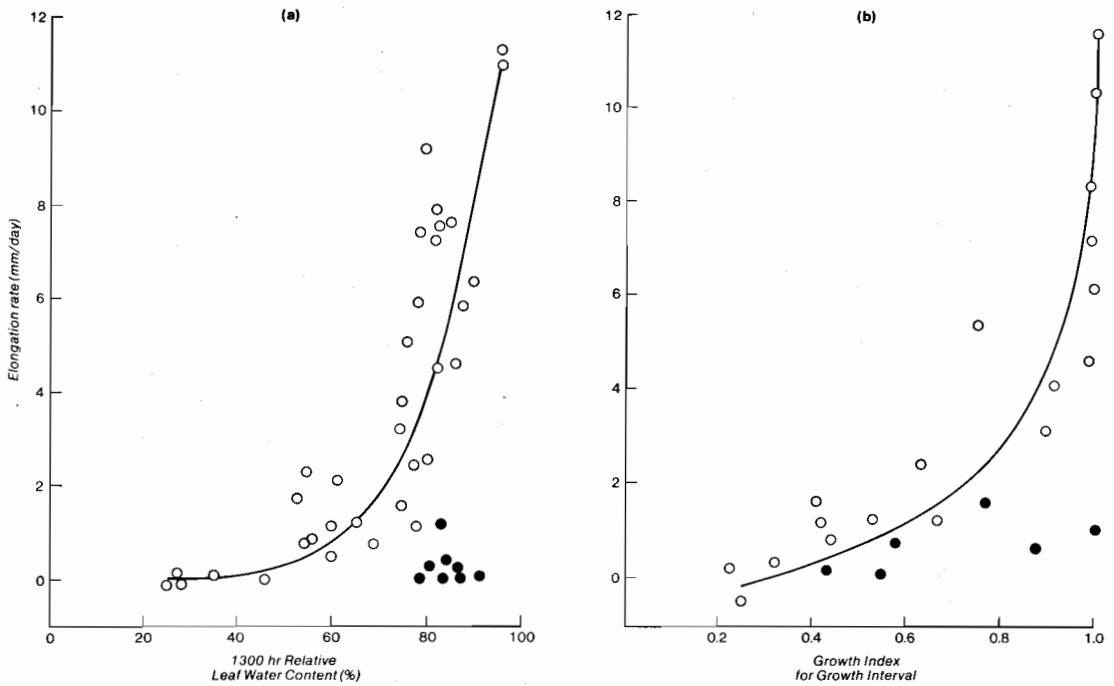 (a)
12
10
8
6
4
2
0
Elongation rate (mm/day)
0 20 40 60 80 100
1300 hr Relative
Leaf Water Content (%)
(b)
12
10
8
6
4
2
0
0.2 0.4 0.6 0.8 1.0
Growth Index
for Growth Interval